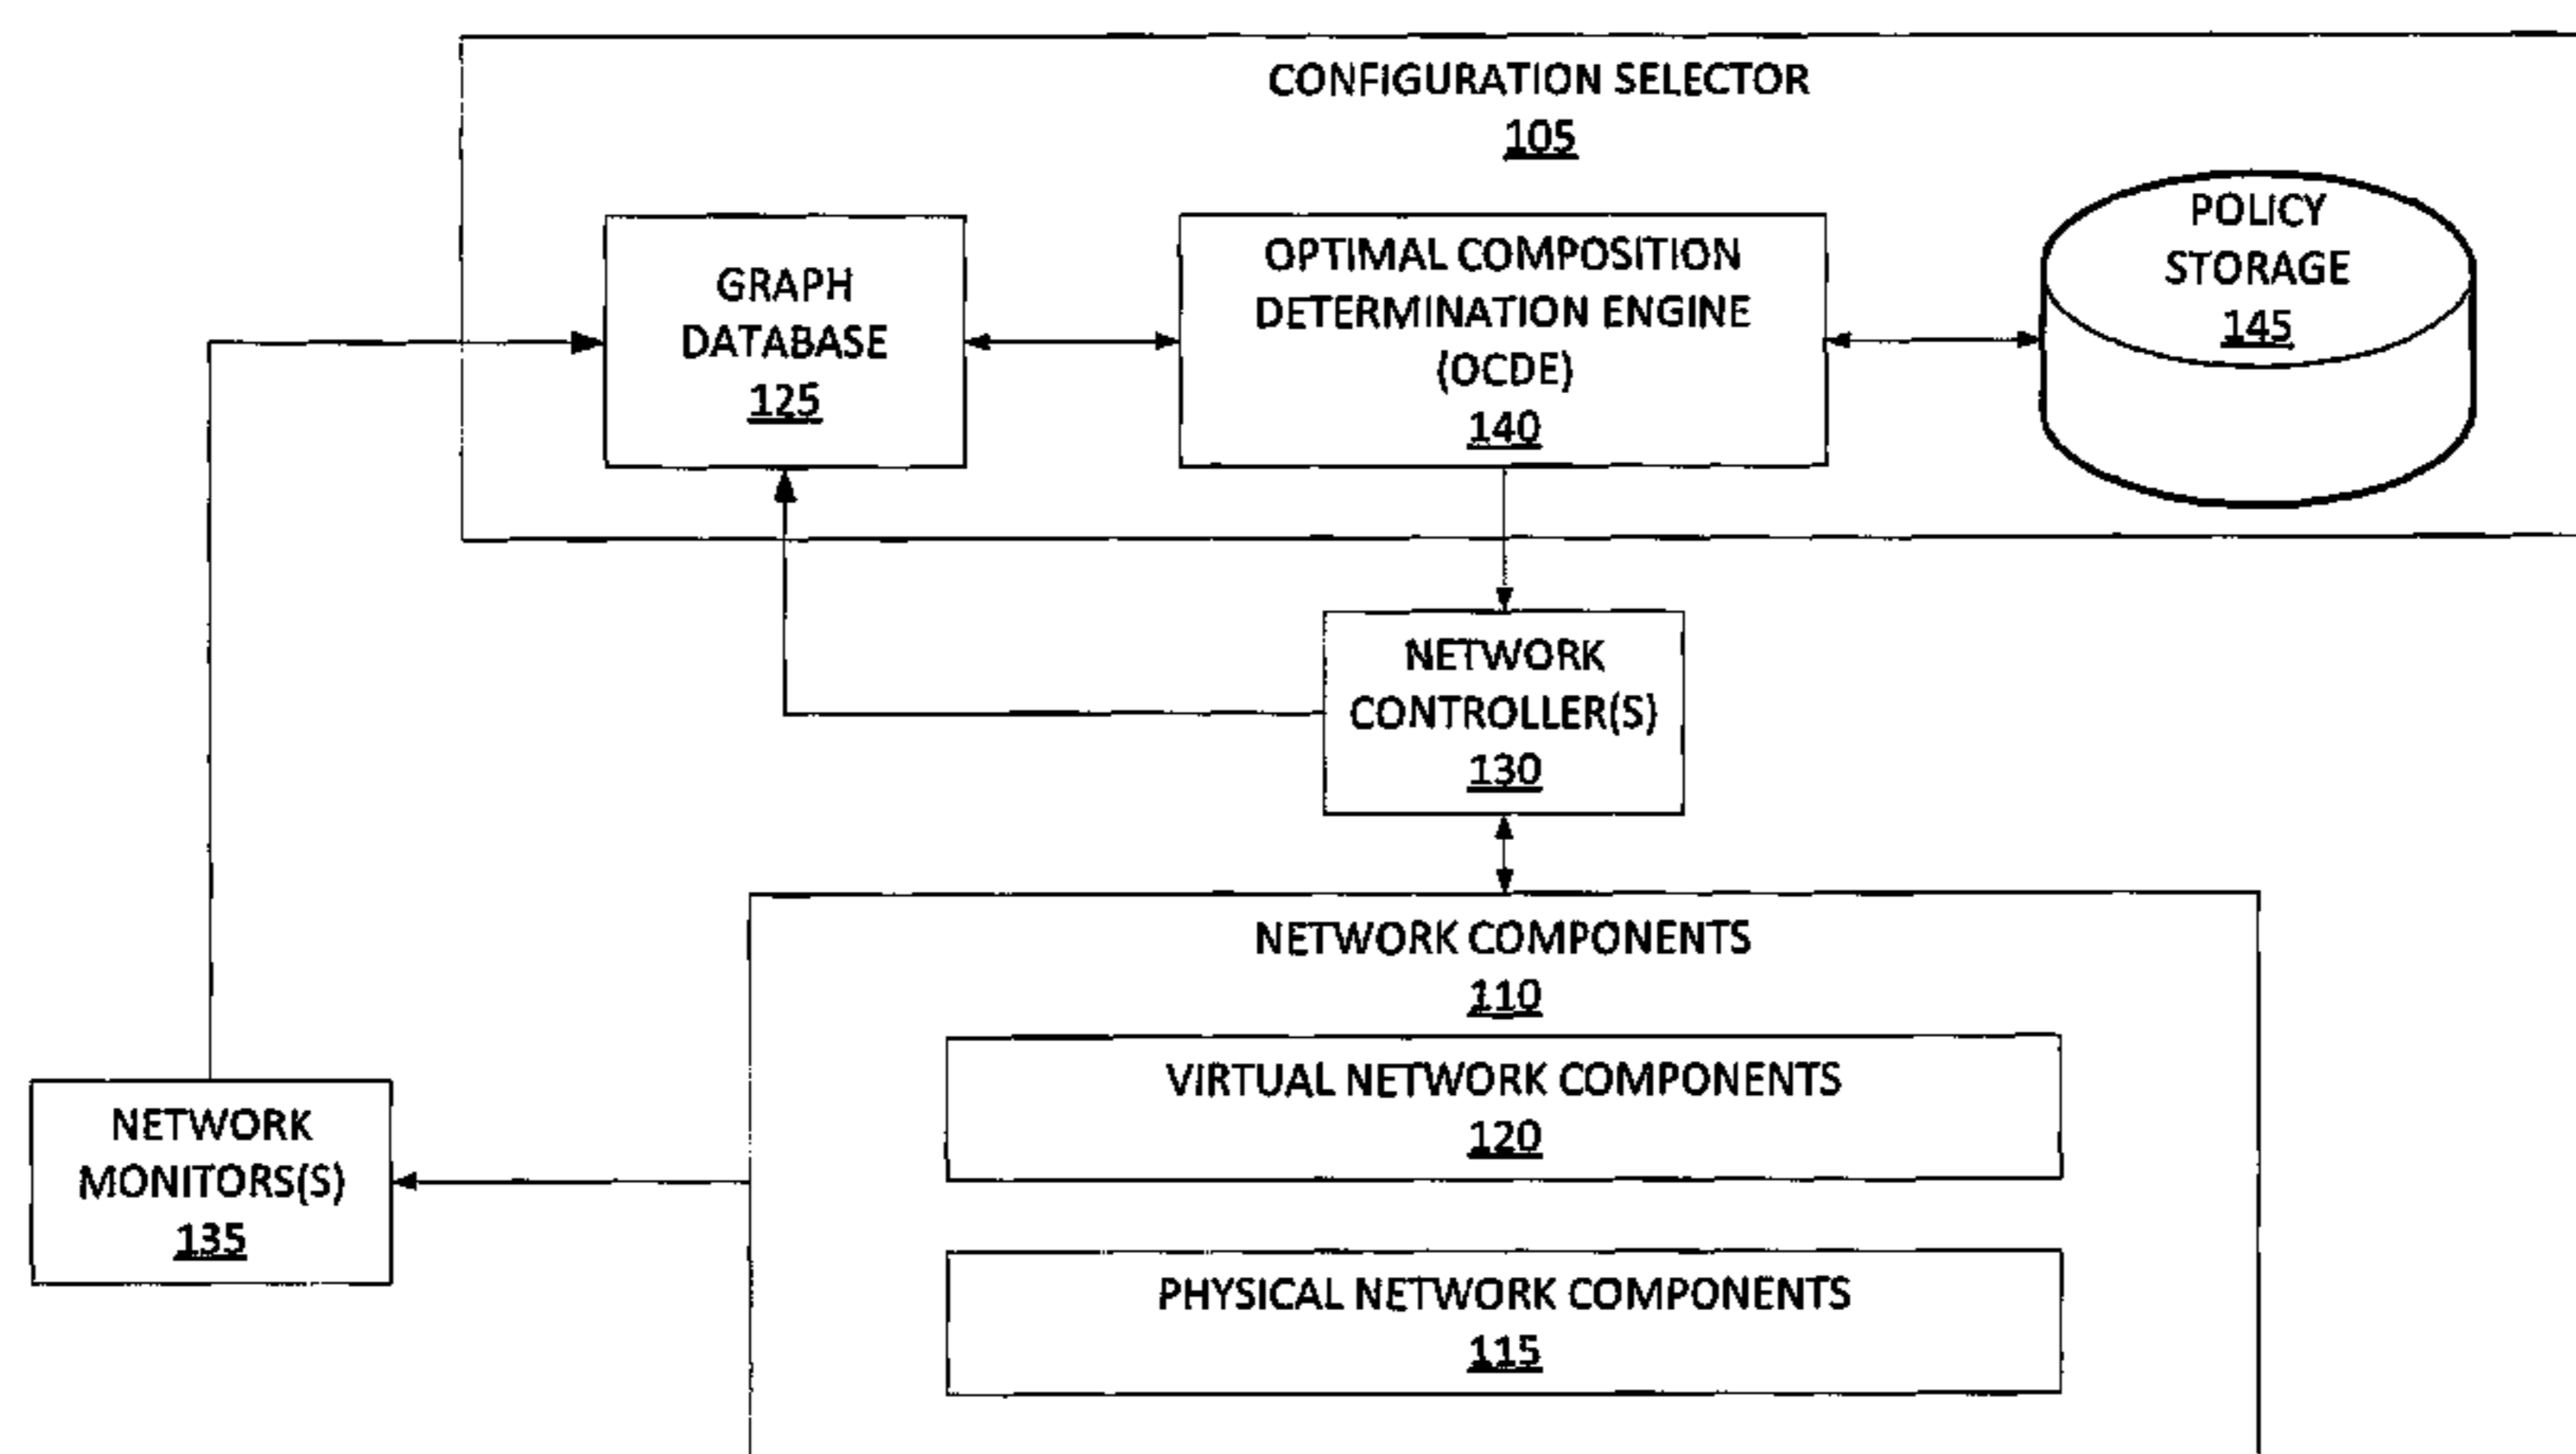 CONFIGURATION SELECTOR
105
GRAPH
DATABASE
125
OPTIMAL COMPOSITION
DETERMINATION ENGINE
(OCDE)
140
POLICY
STORAGE
145
NETWORK
CONTROLLER(S)
130
NETWORK COMPONENTS
110
VIRTUAL NETWORK COMPONENTS
120
NETWORK
MONITORS(S)
135
PHYSICAL NETWORK COMPONENTS
115